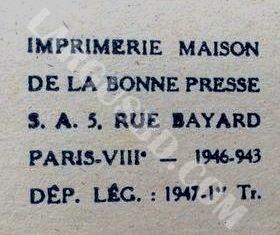 IMPRIMERIE MAISON
DE LA BONNE PRESSE
S. A. 5, RUE BAYARD
PARIS-VIIIᵉ — 1946-943
DÉP. LÉG. : 1947-1ᵉʳ Tr.